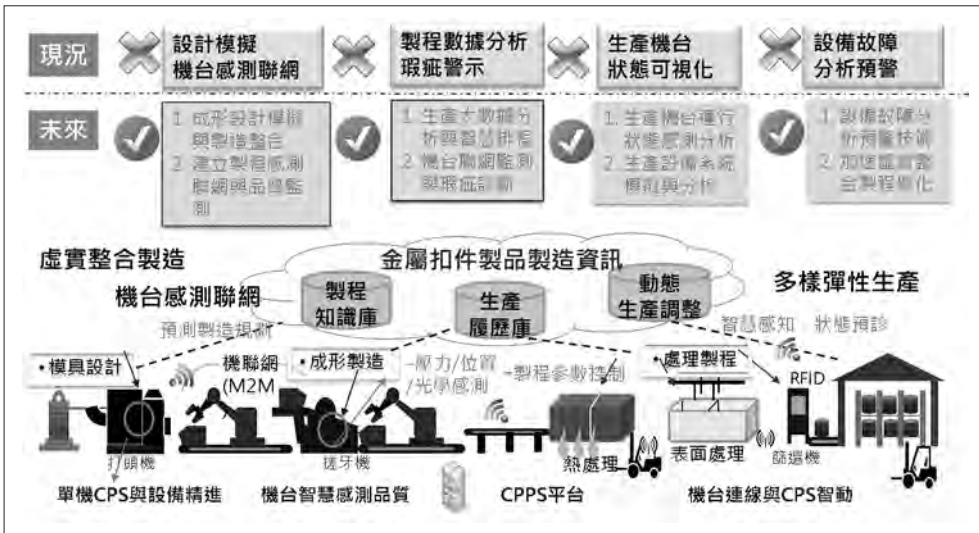 現況
設計模擬
機台感測聯網
製程數據分析
瑕疵警示
生產機台
狀態可視化
設備故障
分析預警
未來
1. 成形設計模擬
與製造整合
2. 建立製程感測
聯網與品質監
測
1. 生產大數據分
析與智慧排程
2. 機台聯網監測
與瑕疵診斷
1. 生產機台運行
狀態感測分析
2. 生產設備系統
模擬與分析
1. 設備故障分
析預警技術
2.
合製程優化
虛實整合製造
金屬扣件製品製造資訊
機台感測聯網
製程
知識庫
生產
履歷庫
動態
生產調整
多樣彈性生產
預測製造規劃
智慧感知 狀態預診
•模具設計
機聯網
(M2M
•成形製造
–壓力/位置
/光學感測
–製程參數控制
•處理製程
RFID
打頭機
搓牙機
熱處理
表面處理
篩選機
單機CPS與設備精進
機台智慧感測品質
CPPS平台
機台連線與CPS智動